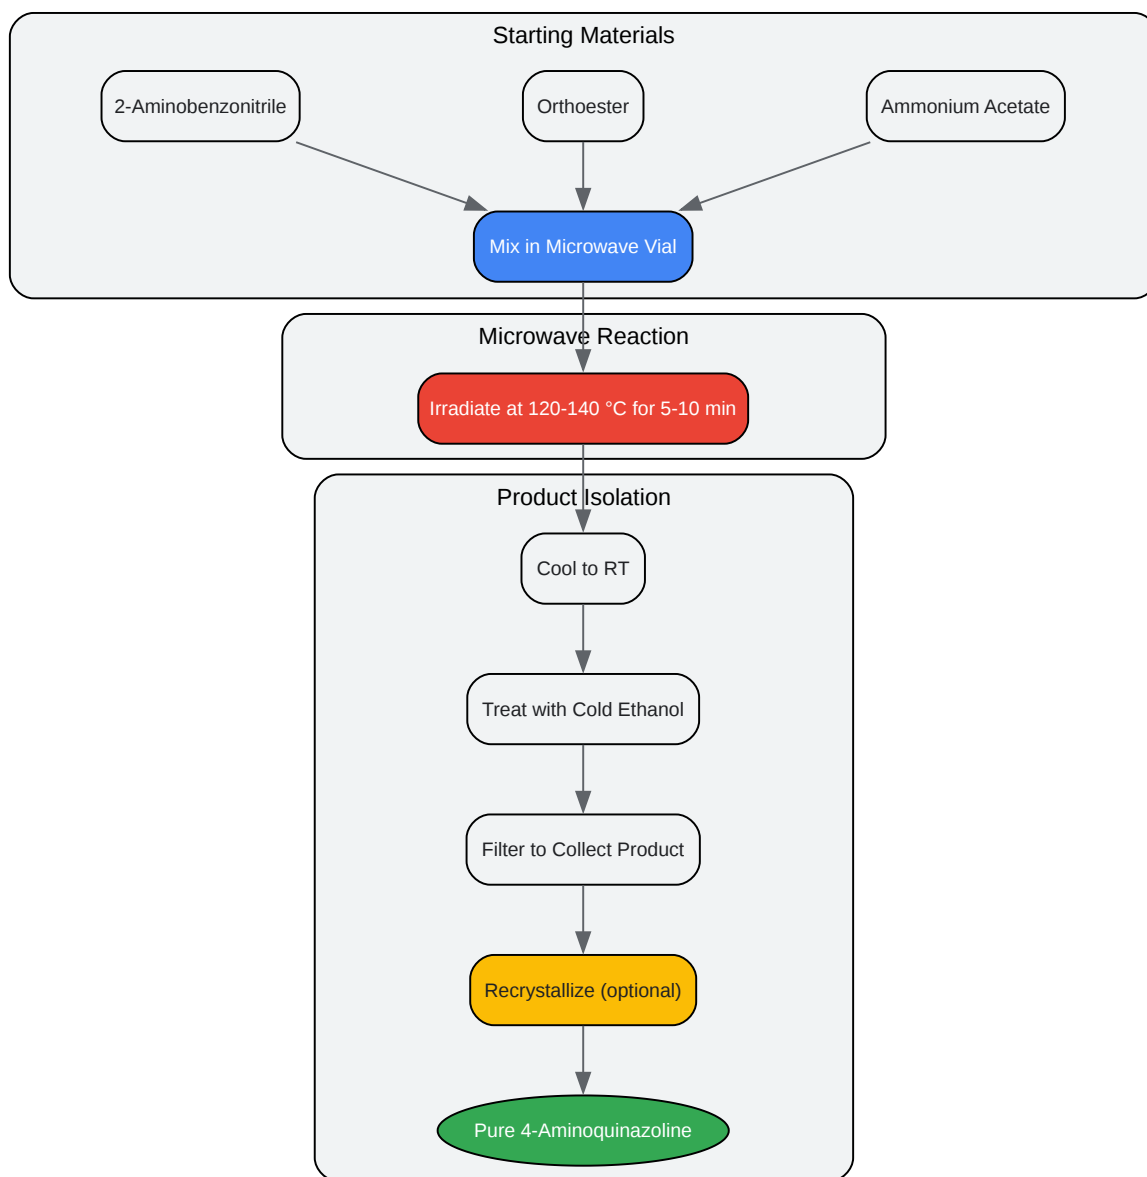 Starting Materials
2-Aminobenzonitrile
Orthoester
Ammonium Acetate
Mix in Microwave Vial
Microwave Reaction
Irradiate at 120-140 °C for 5-10 min
Product Isolation
Cool to RT
Treat with Cold Ethanol
Filter to Collect Product
Recrystallize (optional)
Pure 4-Aminoquinazoline